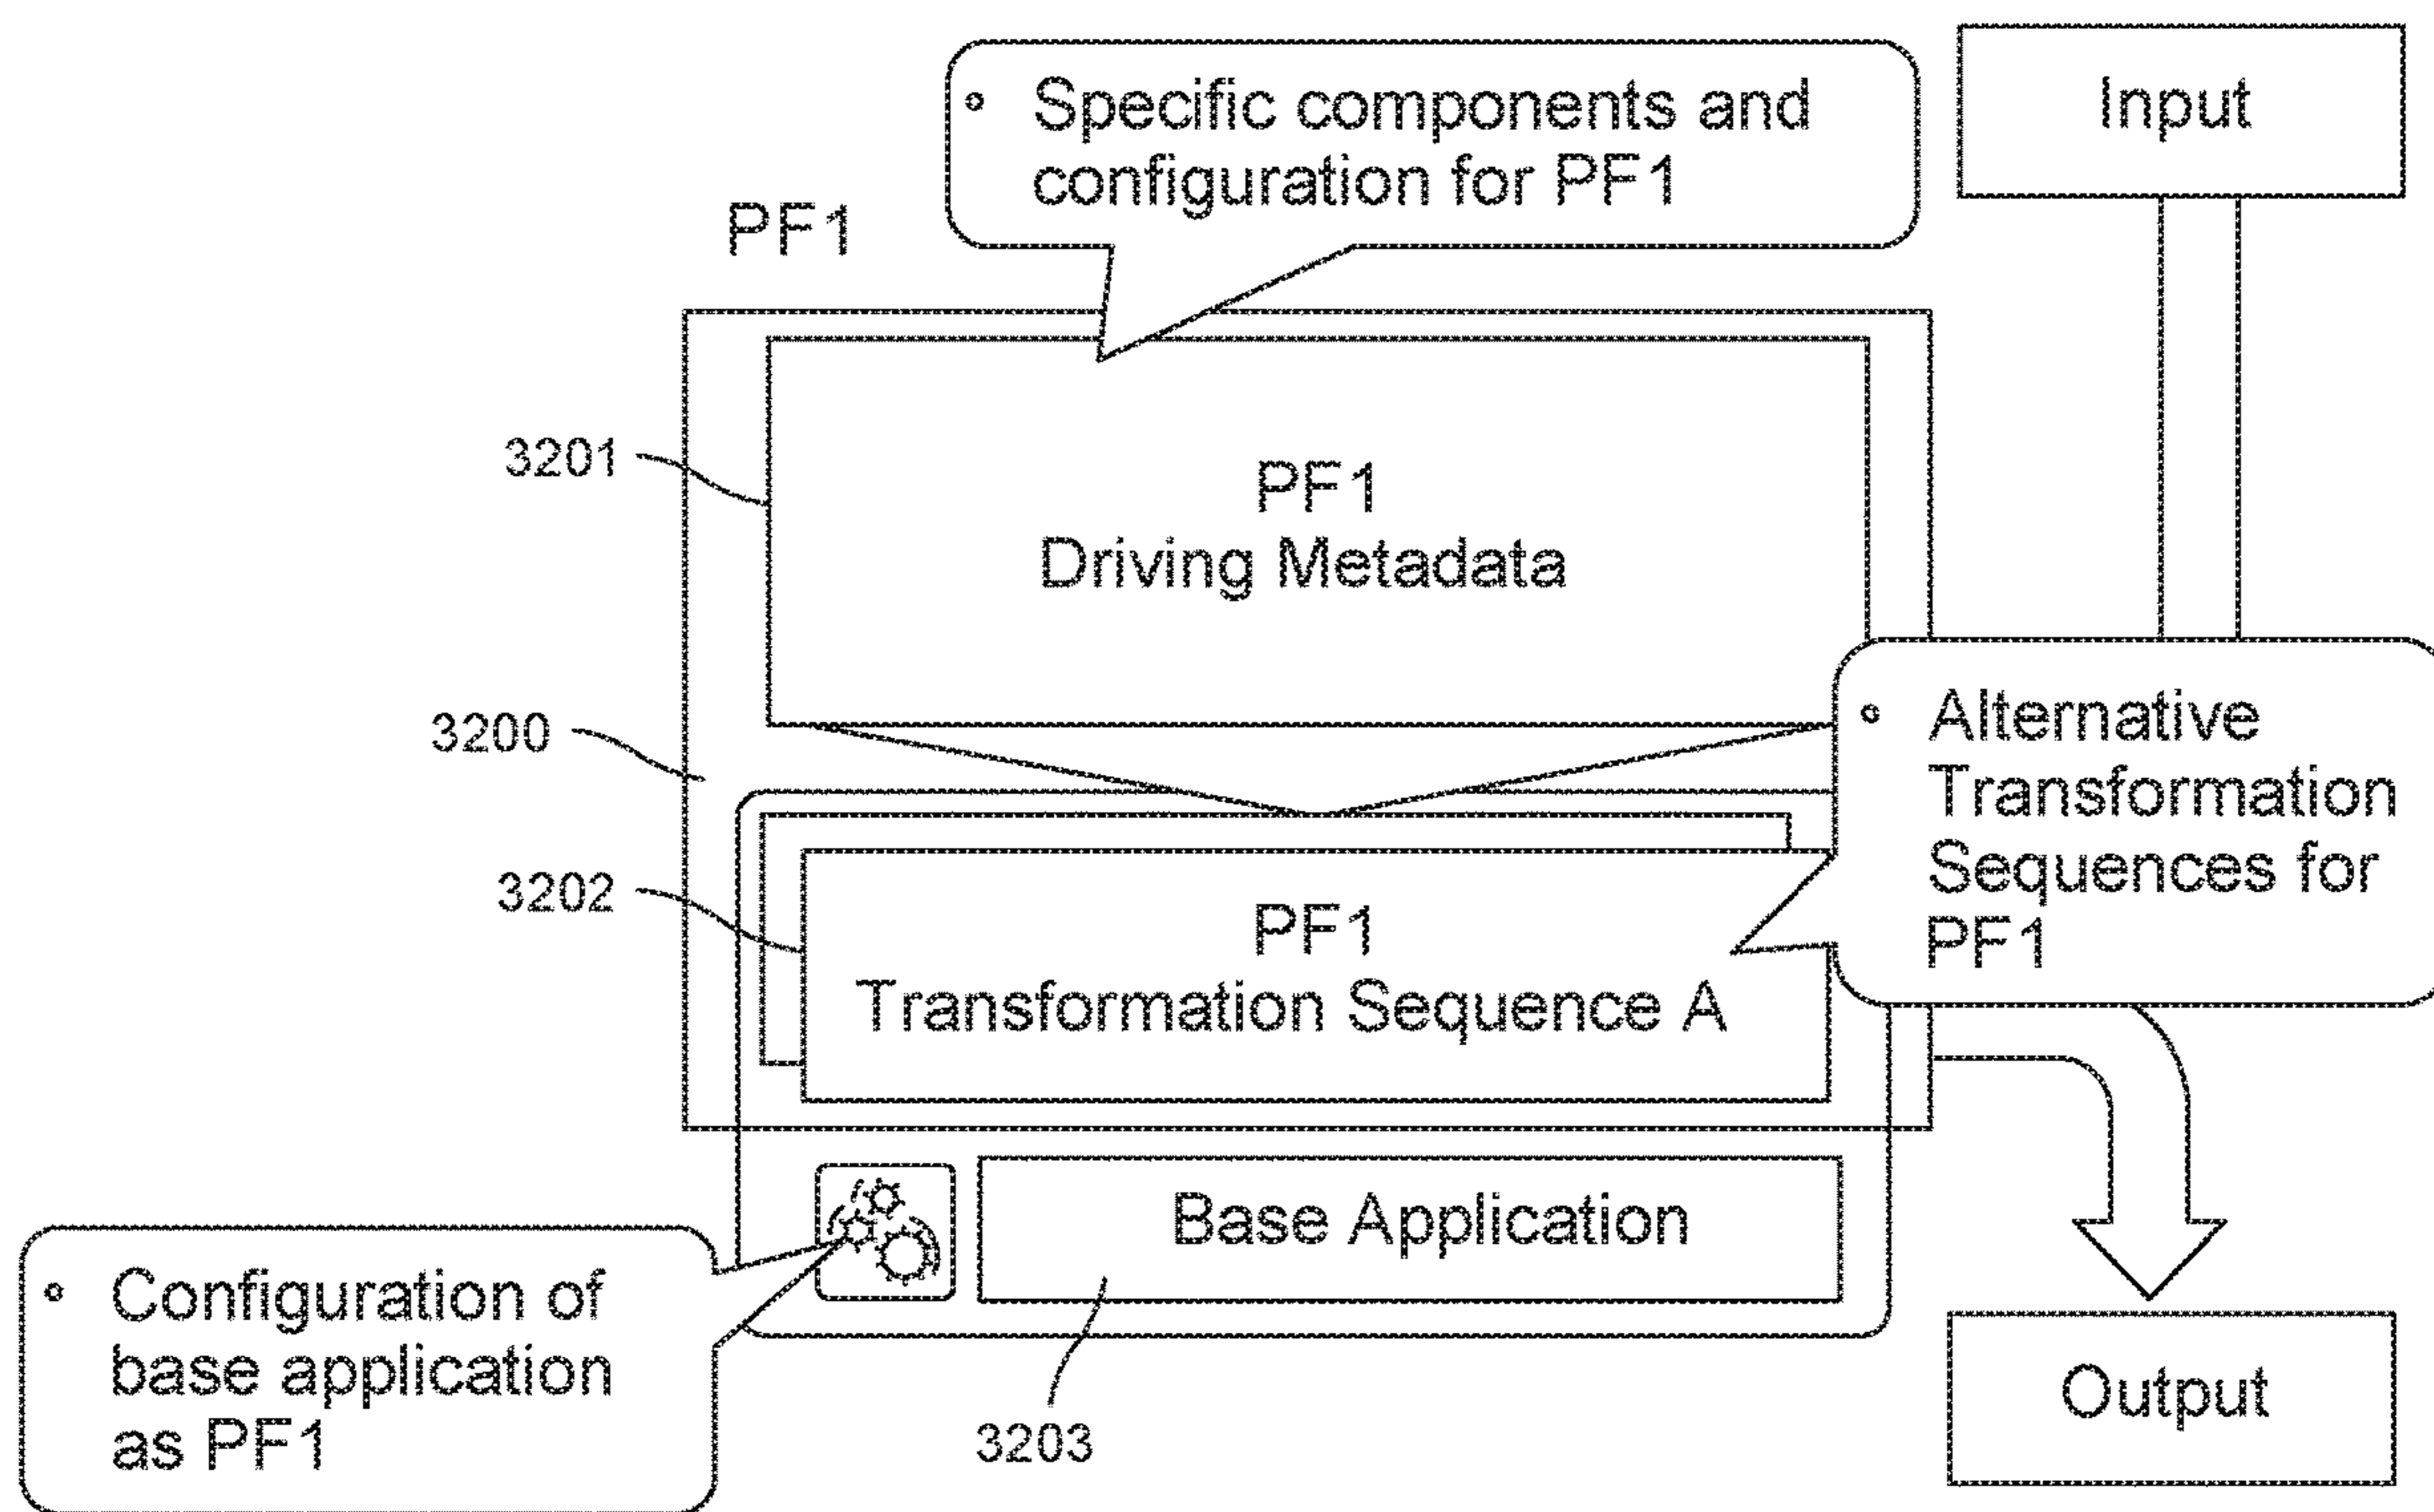 Specific components and
configuration for PF1
Input
PF1
3201
PF1
Driving Metadata
3200
Alternative
Transformation
Sequences for
PF1
3202
PF1
Transformation Sequence A
Base Application
Configuration of
base application
as PF1
3203
Output